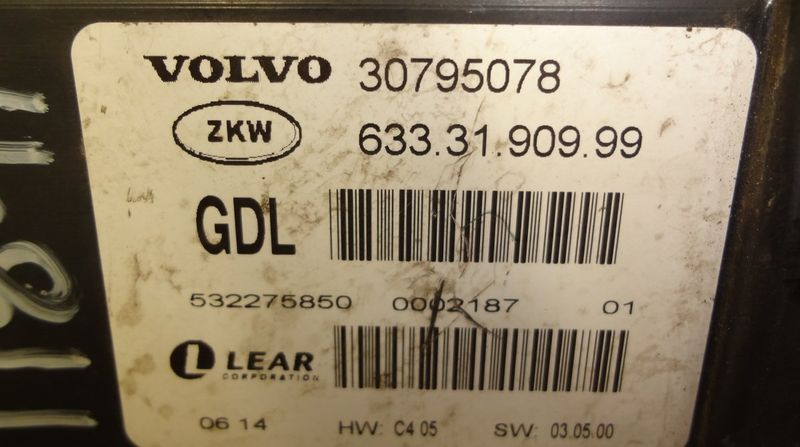 VOLVO 30795078
ZKW 633.31.909.99
GDL
532275850 0002187 01
L LEAR
CORPORATION
06 14 HW: C4 05 SW: 03.05.00